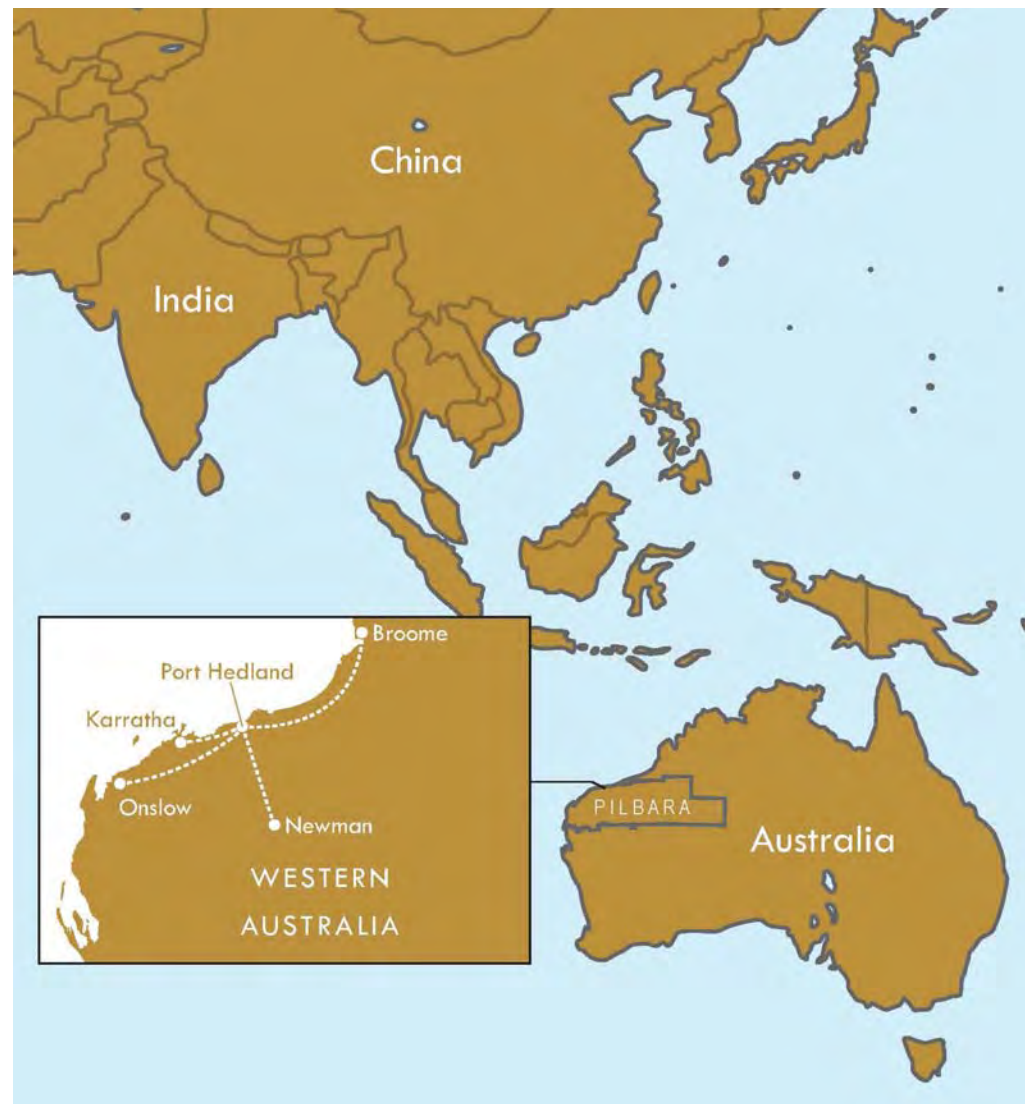 China
India
Broome
Port Hedland
Karratha
Onslow
Newman
WESTERN
AUSTRALIA
PILBARA
Australia